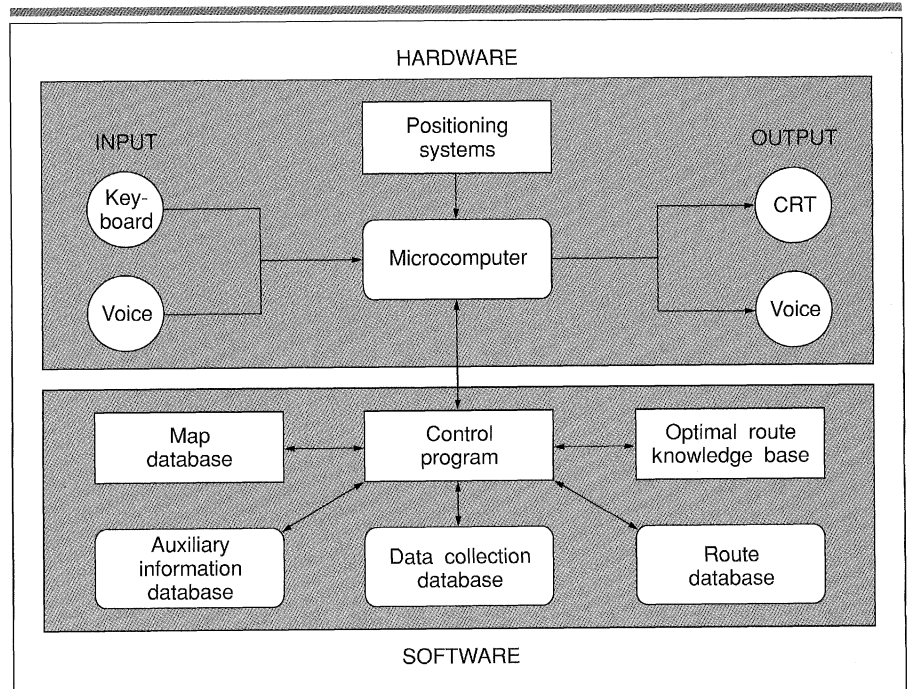 HARDWARE
INPUT
Positioning
systems
OUTPUT
Key-
board
CRT
Microcomputer
Voice
Voice
Map
database
Control
program
Optimal route
knowledge base
Auxiliary
information
database
Data collection
database
Route
database
SOFTWARE